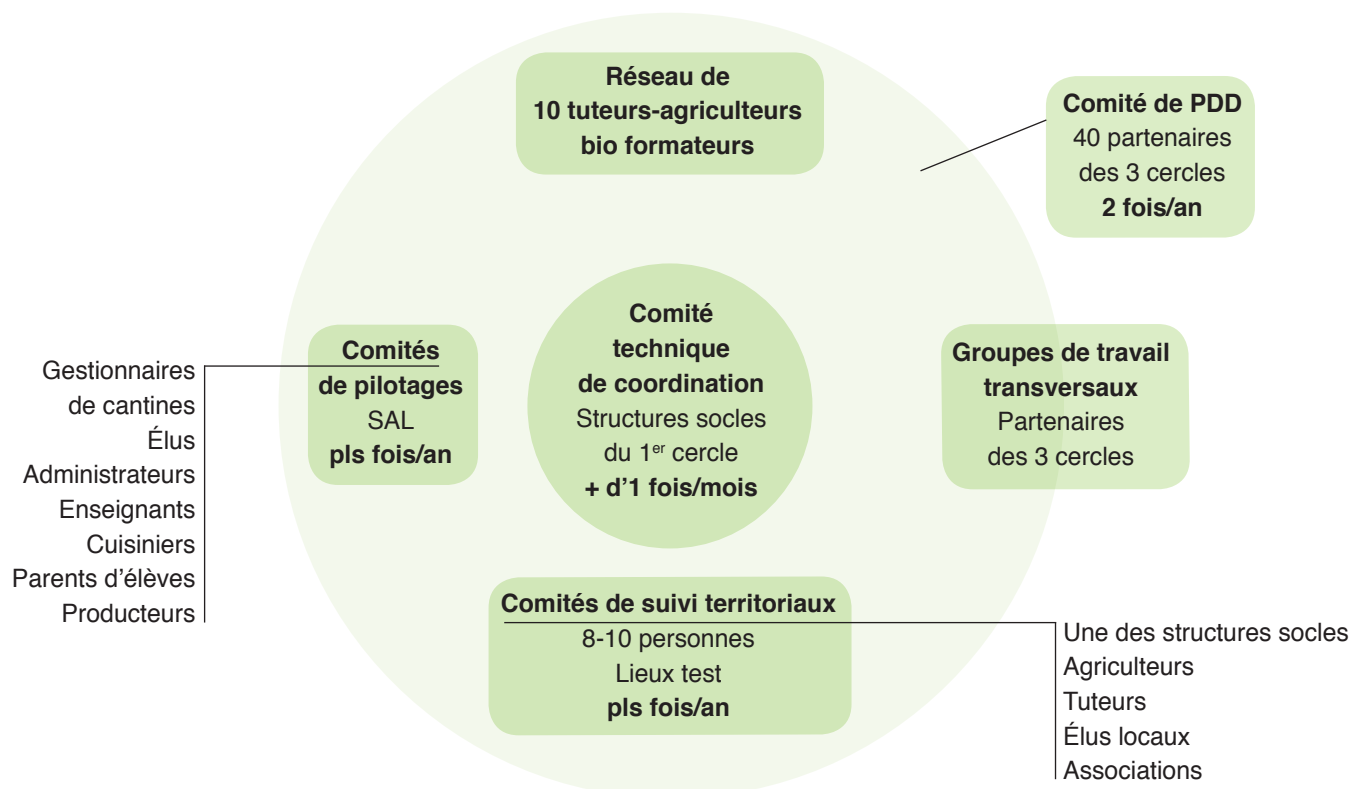 Réseau de
10 tuteurs-agriculteurs
bio formateurs
Comité de PDD
40 partenaires
des 3 cercles
2 fois/an
Comité
technique
de coordination
Structures socles
du 1er cercle
+ d'1 fois/mois
Comités
de pilotages
SAL
pls fois/an
Groupes de travail
transversaux
Partenaires
des 3 cercles
Gestionnaires
de cantines
Élus
Administrateurs
Enseignants
Cuisiniers
Parents d'élèves
Producteurs
Comités de suivi territoriaux
8-10 personnes
Lieux test
pls fois/an
Une des structures socles
Agriculteurs
Tuteurs
Élus locaux
Associations